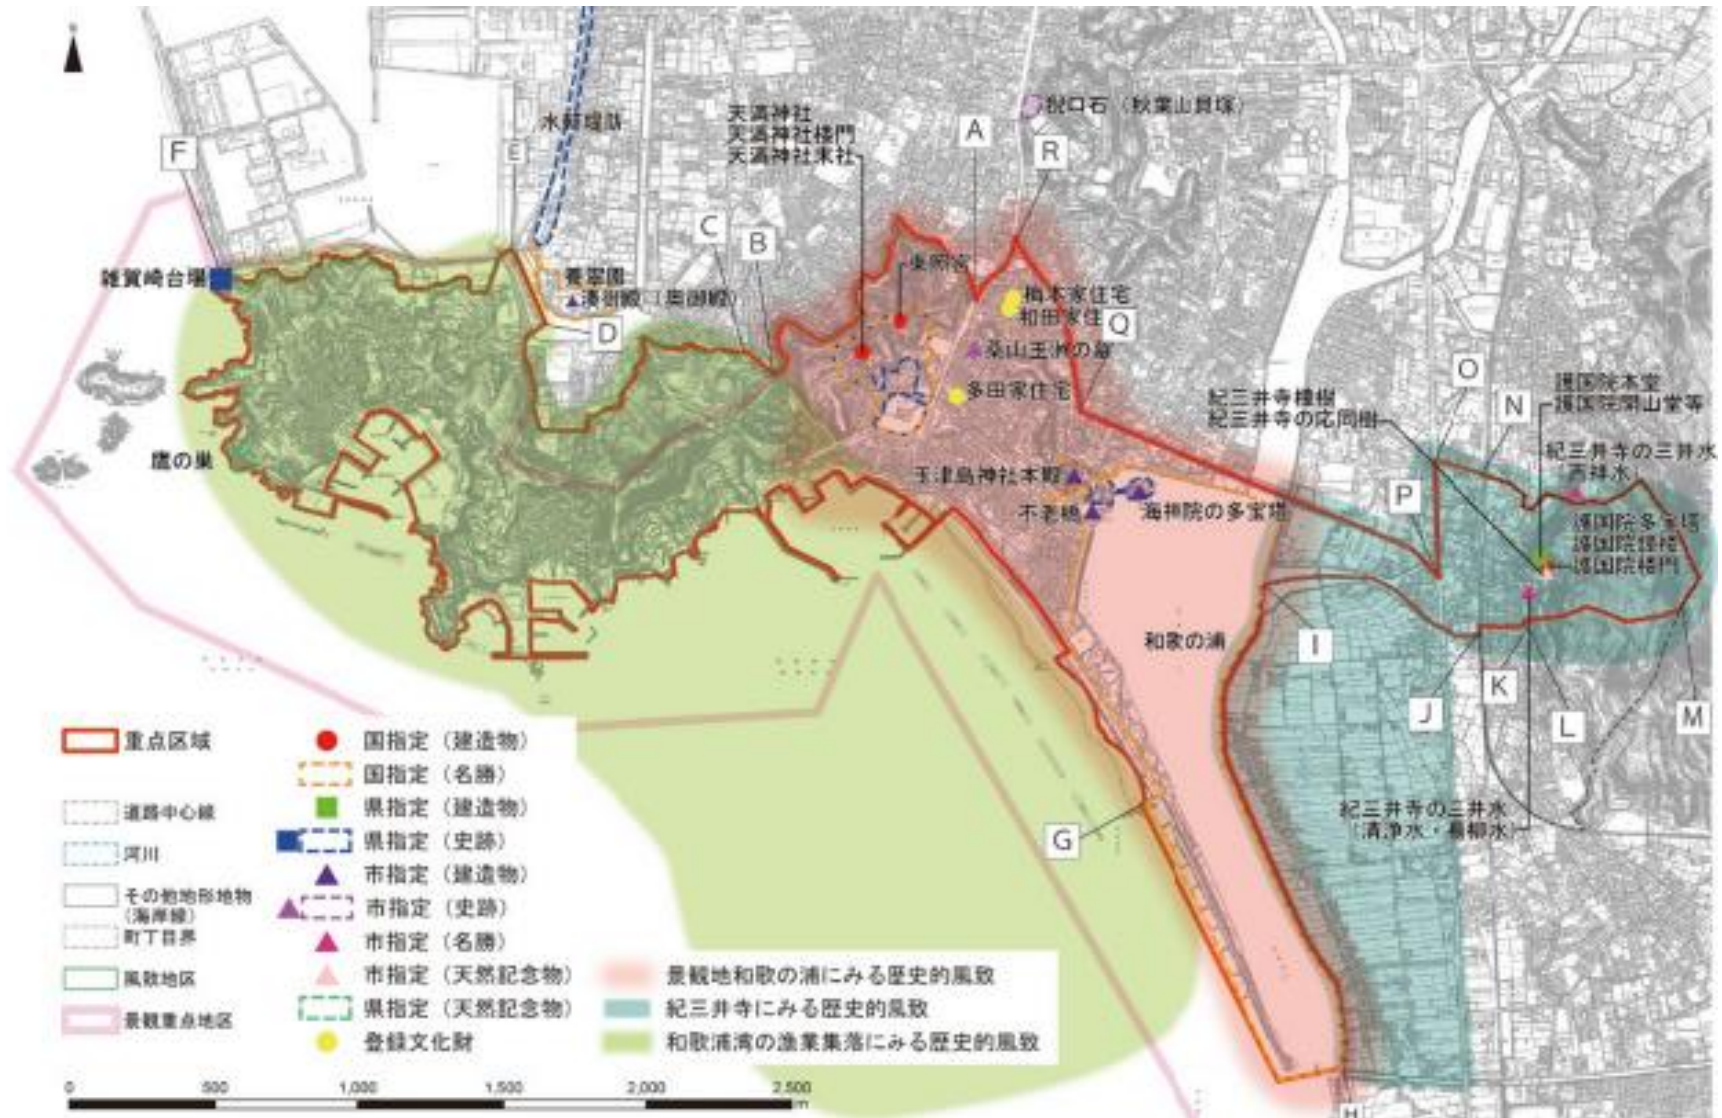 F
E
水軒堤防
天満神社
天満神社楼門
天満神社末社
A
R
猊口石（秋葉山貝塚）
C
B
雑賀崎台場
養翠園
湊御殿（奥御殿）
D
東照宮
橋本家住宅
和田家住
Q
桑山玉洲の墓
多田家住宅
鷹の巣
玉津島神社本殿
不老橋
海禅院の多宝塔
紀三井寺樟樹
紀三井寺の応同樹
O
N
護国院本堂
護国院開山堂等
紀三井寺の三井水
P
護国院多宝塔
護国院鐘楼
護国院楼門
和歌の浦
I
J
K
L
M
紀三井寺の三井水
（清浄水・楊柳水）
G
H
重点区域
道路中心線
河川
その他地形地物
（海岸線）
町丁目界
風致地区
景観重点地区
国指定（建造物）
国指定（名勝）
県指定（建造物）
県指定（史跡）
市指定（建造物）
市指定（史跡）
市指定（名勝）
市指定（天然記念物）
県指定（天然記念物）
登録文化財
景観地和歌の浦にみる歴史的風致
紀三井寺にみる歴史的風致
和歌浦湾の漁業集落にみる歴史的風致
0 500 1,000 1,500 2,000 2,500
m